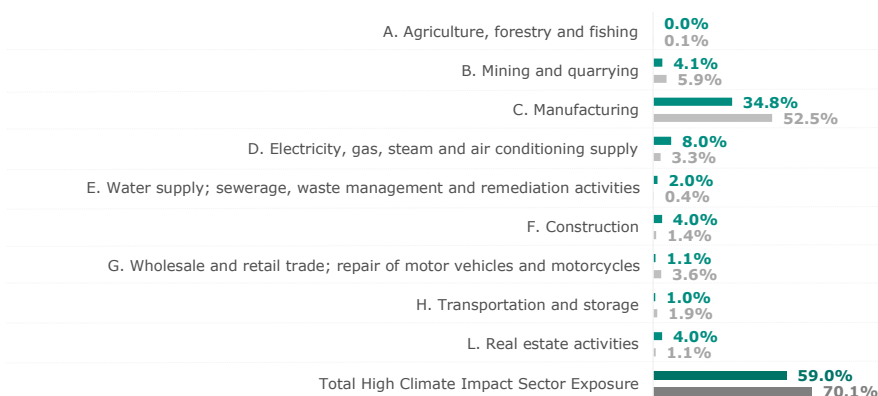 A. Agriculture, forestry and fishing 0.0%
0.1%
B. Mining and quarrying 4.1%
5.9%
C. Manufacturing 34.8%
52.5%
D. Electricity, gas, steam and air conditioning supply 8.0%
3.3%
E. Water supply; sewerage, waste management and remediation activities 2.0%
0.4%
F. Construction 4.0%
1.4%
G. Wholesale and retail trade; repair of motor vehicles and motorcycles 1.1%
3.6%
H. Transportation and storage 1.0%
1.9%
L. Real estate activities 4.0%
1.1%
Total High Climate Impact Sector Exposure 59.0%
70.1%